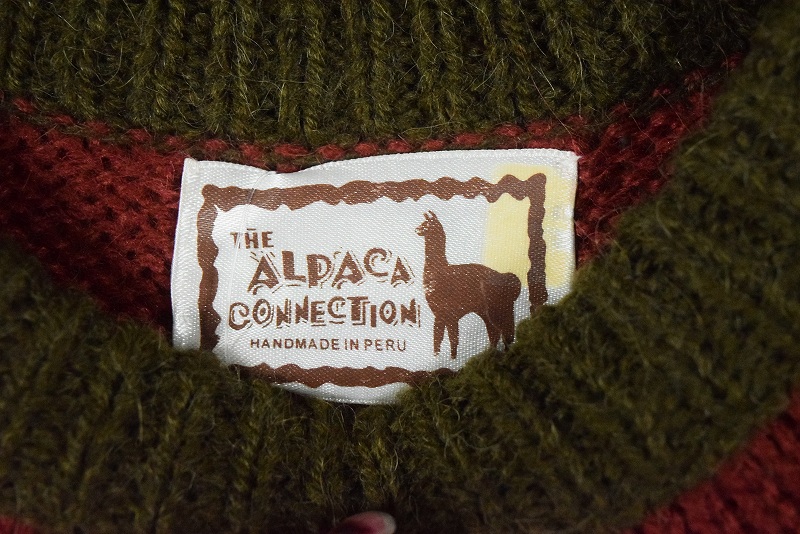 THE
ALPACA
CONNECTION
HANDMADE IN PERU